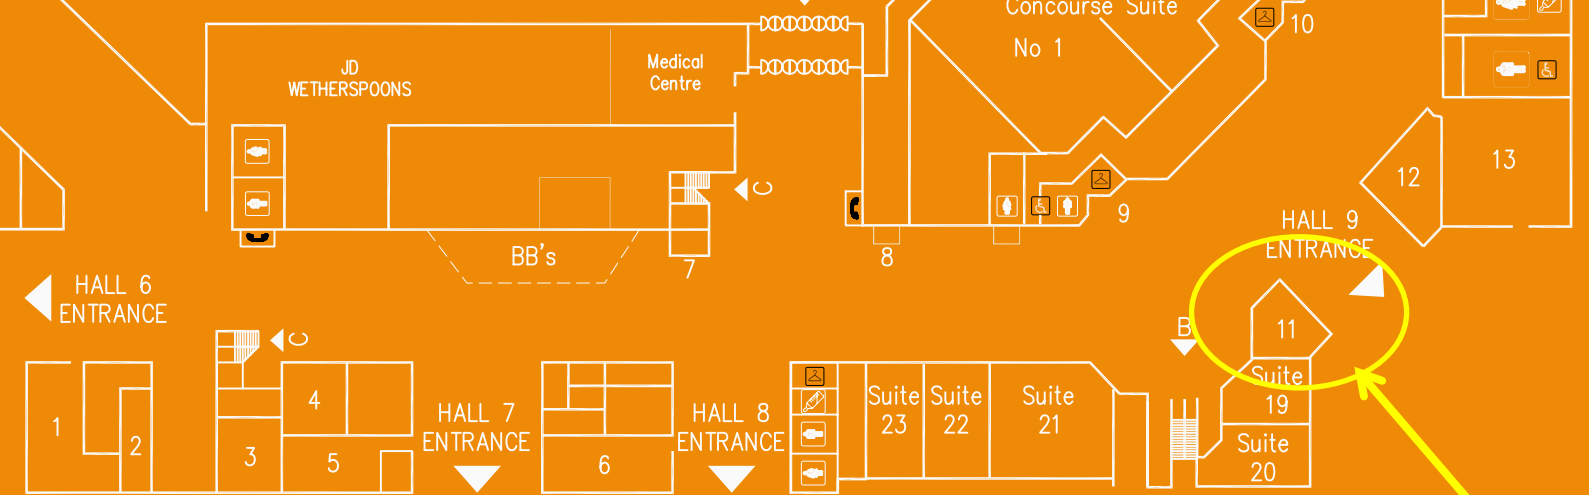 Concourse Suite
No 1
10
JD
WETHERSPOONS
Medical
Centre
C
9
12
13
HALL 9
ENTRANCE
BB's
7
8
HALL 6
ENTRANCE
C
B
11
1
2
3
4
5
HALL 7
ENTRANCE
6
HALL 8
ENTRANCE
Suite
23
Suite
22
Suite
21
Suite
19
Suite
20